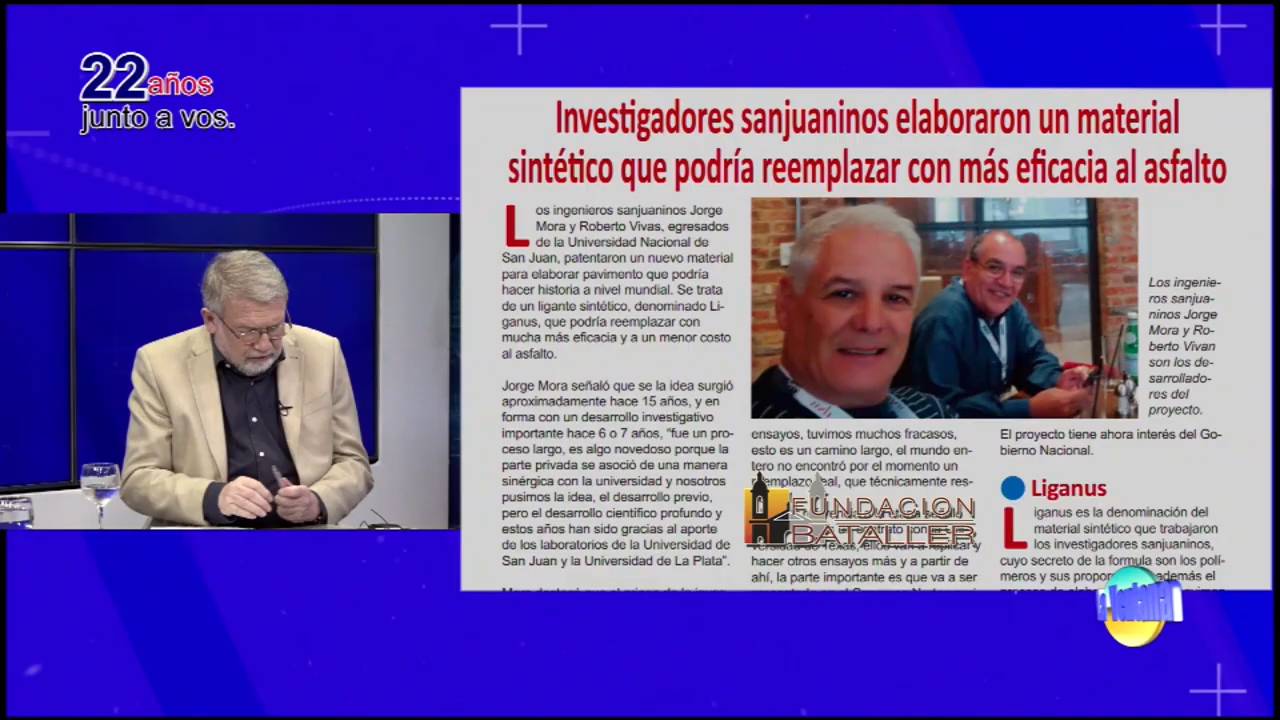 22 años
junto a vos.
Investigadores sanjuaninos elaboraron un material
sintético que podría reemplazar con más eficacia al asfalto
Los ingenieros sanjuaninos Jorge
Mora y Roberto Vivas, egresados
de la Universidad Nacional de
San Juan, patentaron un nuevo material
para elaborar pavimento que podría
hacer historia a nivel mundial. Se trata
de un ligante sintético, denominado Li-
ganus, que podría reemplazar con
mucha más eficacia y a un menor costo
al asfalto.
Jorge Mora señaló que se la idea surgió
aproximadamente hace 15 años, y en
forma con un desarrollo investigativo
importante hace 6 o 7 años, “fue un pro-
ceso largo, es algo novedoso porque la
parte privada se asoció de una manera
sinérgica con la universidad y nosotros
pusimos la idea, el desarrollo previo,
pero el desarrollo científico profundo y
estos años han sido gracias al aporte
de los laboratorios de la Universidad de
San Juan y la Universidad de La Plata”.
Los ingenie-
ros sanjua-
ninos Jorge
Mora y Ro-
berto Vivan
son los de-
sarrollado-
res del
proyecto.
ensayos, tuvimos muchos fracasos,
esto es un camino largo, el mundo en-
tero no encontró por el momento un
real, que técnicamente res-
FUNDACION
BATALLER
hacer otros ensayos más y a partir de
ahí, la parte importante es que va a ser
El proyecto tiene ahora interés del Go-
bierno Nacional.
Liganus
Liganus es la denominación del
material sintético que trabajaron
los investigadores sanjuaninos,
cuyo secreto de la formula son los polí-
meros y sus además el